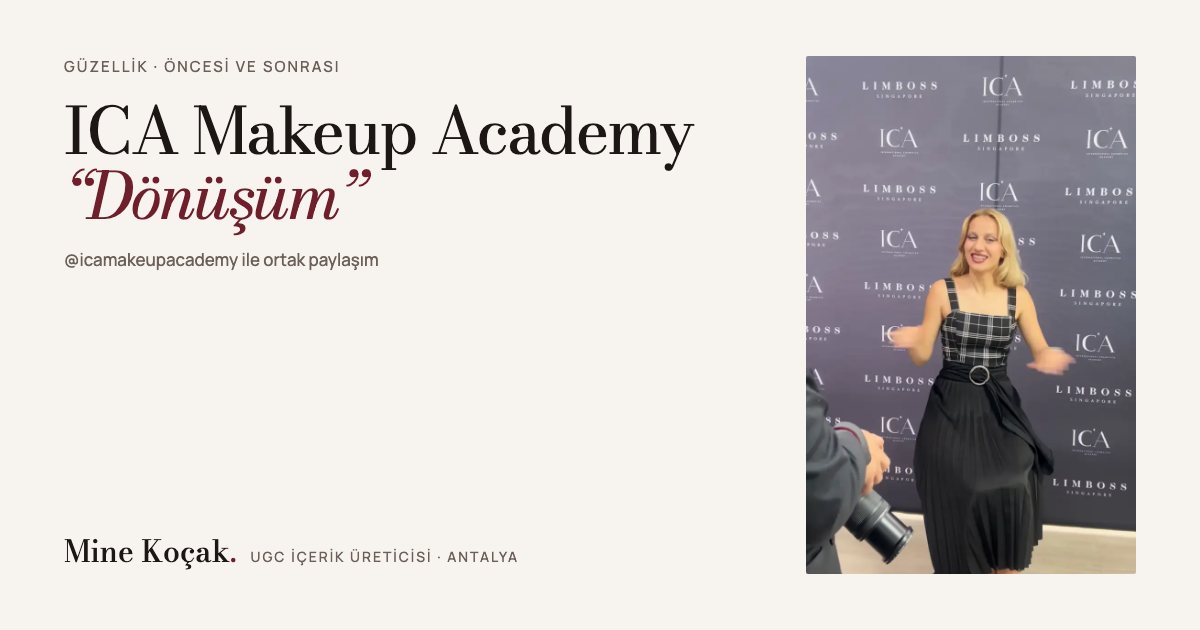 GÜZELLİK · ÖNCESİ VE SONRASI
ICA Makeup Academy
“Dönüşüm”
@icamakeupacademy ile ortak paylaşım
Mine Koçak. UGC İÇERİK ÜRETİCİSİ · ANTALYA
LIMBOSS
SINGAPORE
ICA